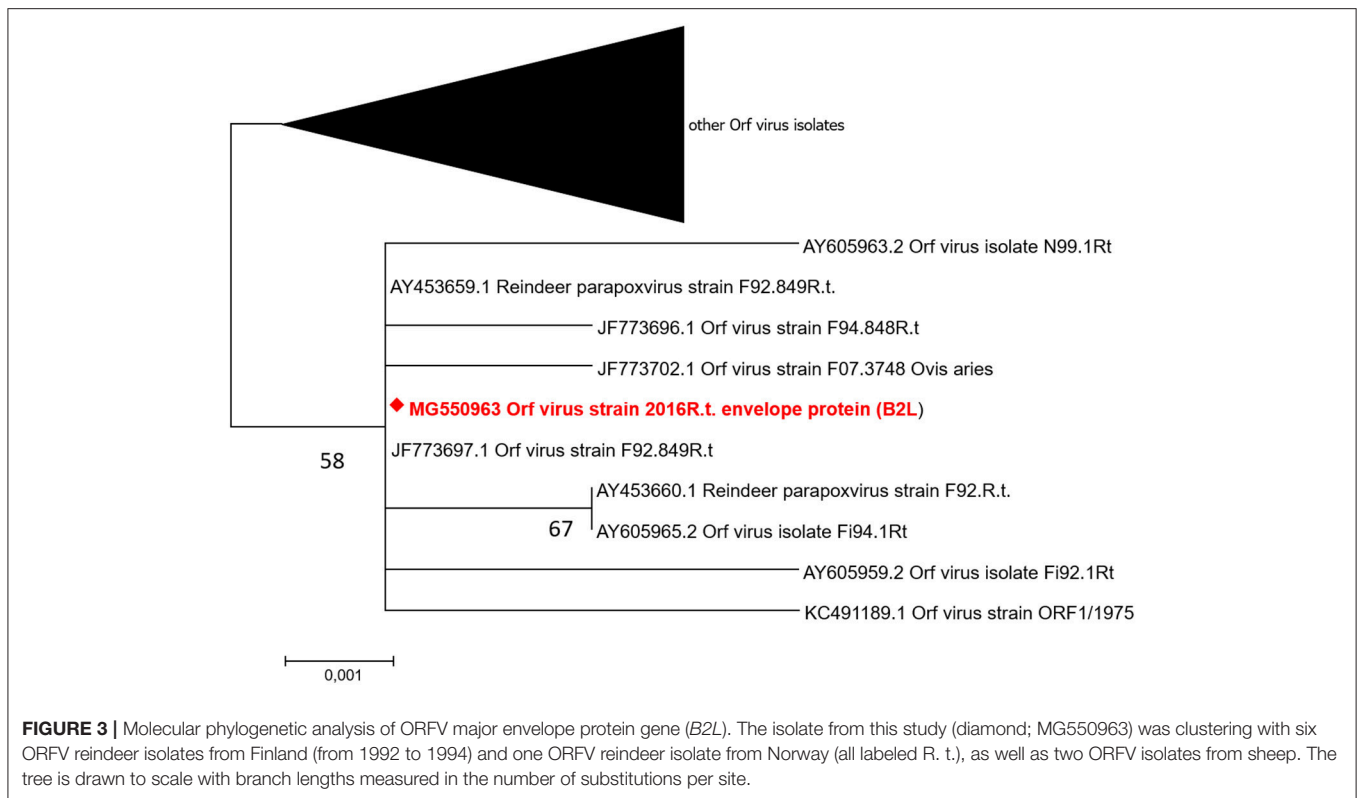 other Orf virus isolates
AY605963.2 Orf virus isolate N99.1Rt
AY453659.1 Reindeer parapoxvirus strain F92.849R.t.
JF773696.1 Orf virus strain F94.848R.t
JF773702.1 Orf virus strain F07.3748 Ovis aries
MG550963 Orf virus strain 2016R.t. envelope protein (B2L)
JF773697.1 Orf virus strain F92.849R.t
58
AY453660.1 Reindeer parapoxvirus strain F92.R.t.
67
AY605965.2 Orf virus isolate Fi94.1Rt
AY605959.2 Orf virus isolate Fi92.1Rt
KC491189.1 Orf virus strain ORF1/1975
0,001
FIGURE 3 | Molecular phylogenetic analysis of ORFV major envelope protein gene (B2L). The isolate from this study (diamond; MG550963) was clustering with six
ORFV reindeer isolates from Finland (from 1992 to 1994) and one ORFV reindeer isolate from Norway (all labeled R. t.), as well as two ORFV isolates from sheep. The
tree is drawn to scale with branch lengths measured in the number of substitutions per site.